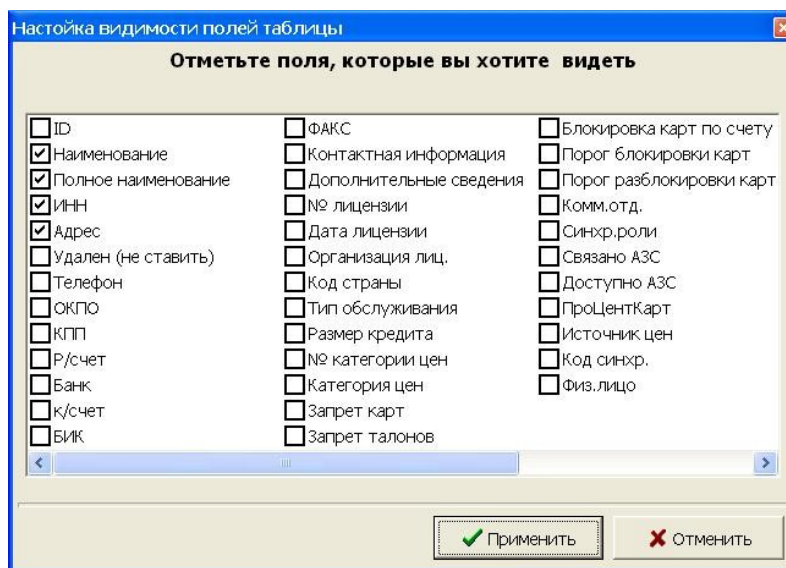 Настойка видимости полей таблицы
Отметьте поля, которые вы хотите видеть
ID
Наименование
Полное наименование
ИНН
Адрес
Удален (не ставить)
Телефон
ОКПО
КПП
Р/счет
Банк
к/счет
БИК
ФАКС
Контактная информация
Дополнительные сведения
№ лицензии
Дата лицензии
Организация лиц.
Код страны
Тип обслуживания
Размер кредита
№ категории цен
Категория цен
Запрет карт
Запрет талонов
Блокировка карт по счету
Порог блокировки карт
Порог разблокировки карт
Комм.отд.
Синхр.роли
Связано АЗС
Доступно АЗС
ПроЦентКарт
Источник цен
Код синхр.
Физ.лицо
Применить
Отменить